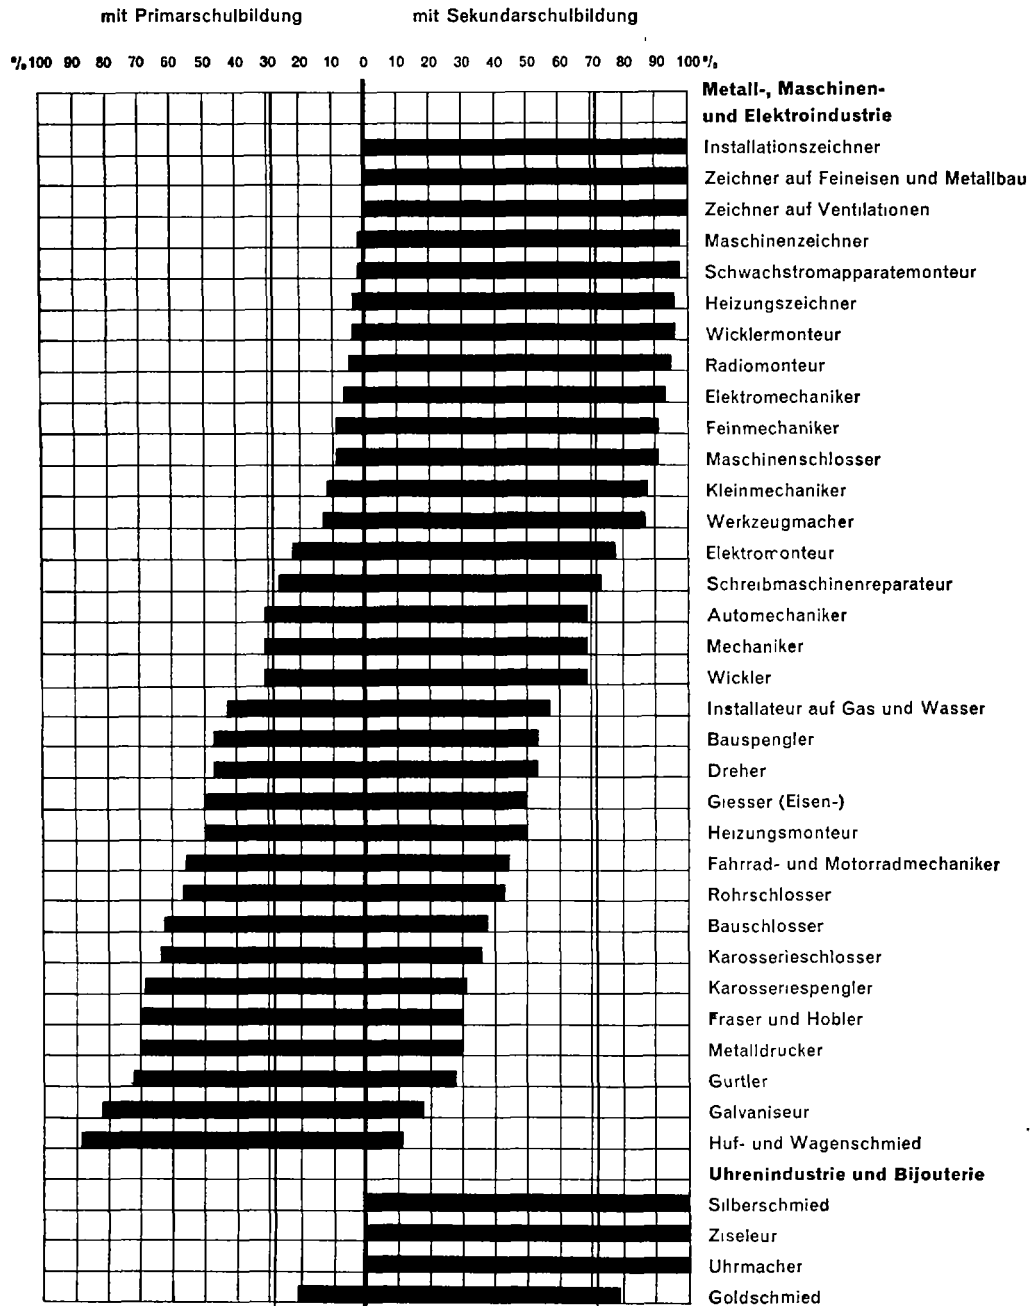 mit Primarschulbildung mit Sekundarschulbildung
% 100 90 80 70 60 50 40 30 20 10 0 10 20 30 40 50 60 70 80 90 100 %
Metall-, Maschinen-
und Elektroindustrie
Installationszeichner
Zeichner auf Feineisen und Metallbau
Zeichner auf Ventilationen
Maschinenzeichner
Schwachstromapparatemonteur
Heizungszeichner
Wicklermonteur
Radiomonteur
Elektromechaniker
Feinmechaniker
Maschinenschlosser
Kleinmechaniker
Werkzeugmacher
Elektromonteur
Schreibmaschinenreparateur
Automechaniker
Mechaniker
Wickler
Installateur auf Gas und Wasser
Bauspengler
Dreher
Giesser (Eisen-)
Heizungsmonteur
Fahrrad- und Motorradmechaniker
Rohrschlosser
Bauschlosser
Karosserieschlosser
Karosseriespengler
Fraser und Hobler
Metalldrucker
Gurtler
Galvaniseur
Huf- und Wagenschmied
Uhrenindustrie und Bijouterie
Silberschmied
Ziseleur
Uhrmacher
Goldschmied